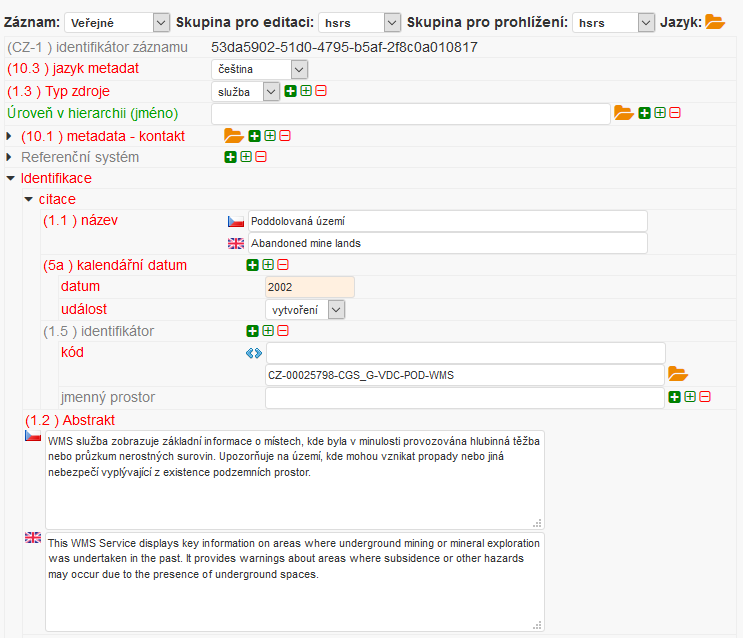 Záznam: Veřejné Skupina pro editaci: hsrs Skupina pro prohlížení: hsrs Jazyk:
(CZ-1 ) identifikátor záznamu 53da5902-51d0-4795-b5af-2f8c0a010817
(10.3 ) jazyk metadat čeština
(1.3 ) Typ zdroje služba
Úroveň v hierarchii (jméno)
(10.1 ) metadata - kontakt
Referenční systém
Identifikace
citace
(1.1 ) název Poddolovaná území
Abandoned mine lands
(5a ) kalendářní datum
datum 2002
událost vytvoření
(1.5 ) identifikátor
kód
CZ-00025798-CGS_G-VDC-POD-WMS
jmenný prostor
(1.2 ) Abstrakt
WMS služba zobrazuje základní informace o místech, kde byla v minulosti provozována hlubinná těžba
nebo průzkum nerostných surovin. Upozorňuje na území, kde mohou vznikat propady nebo jiná
nebezpečí vyplývající z existence podzemních prostor.
This WMS Service displays key information on areas where underground mining or mineral exploration
was undertaken in the past. It provides warnings about areas where subsidence or other hazards
may occur due to the presence of underground spaces.